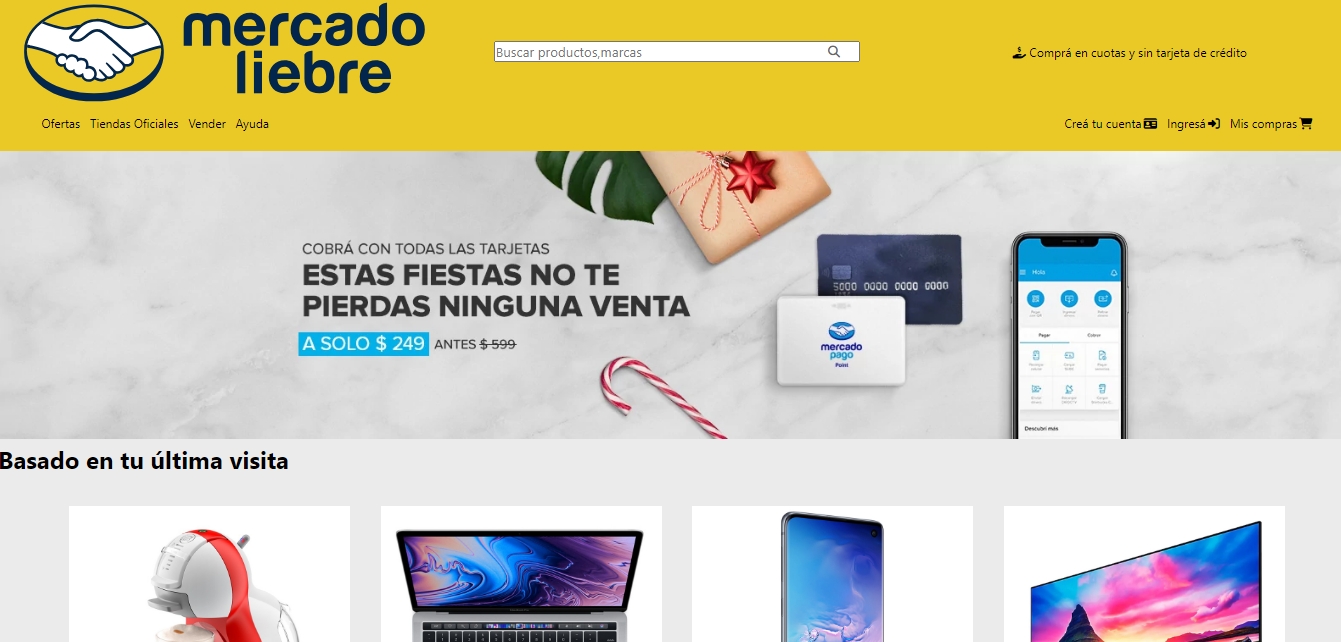 mercado
liebre
Buscar productos,marcas
Comprá en cuotas y sin tarjeta de crédito
Ofertas Tiendas Oficiales Vender Ayuda
Creá tu cuenta Ingresá Mis compras
COBRÁ CON TODAS LAS TARJETAS
ESTAS FIESTAS NO TE
PIERDAS NINGUNA VENTA
A SOLO $ 249 ANTES $ 599
5000 0000 0000 0000
mercado
pago
Point
Hola
Pagar Cobrar
Descubrí más
Basado en tu última visita